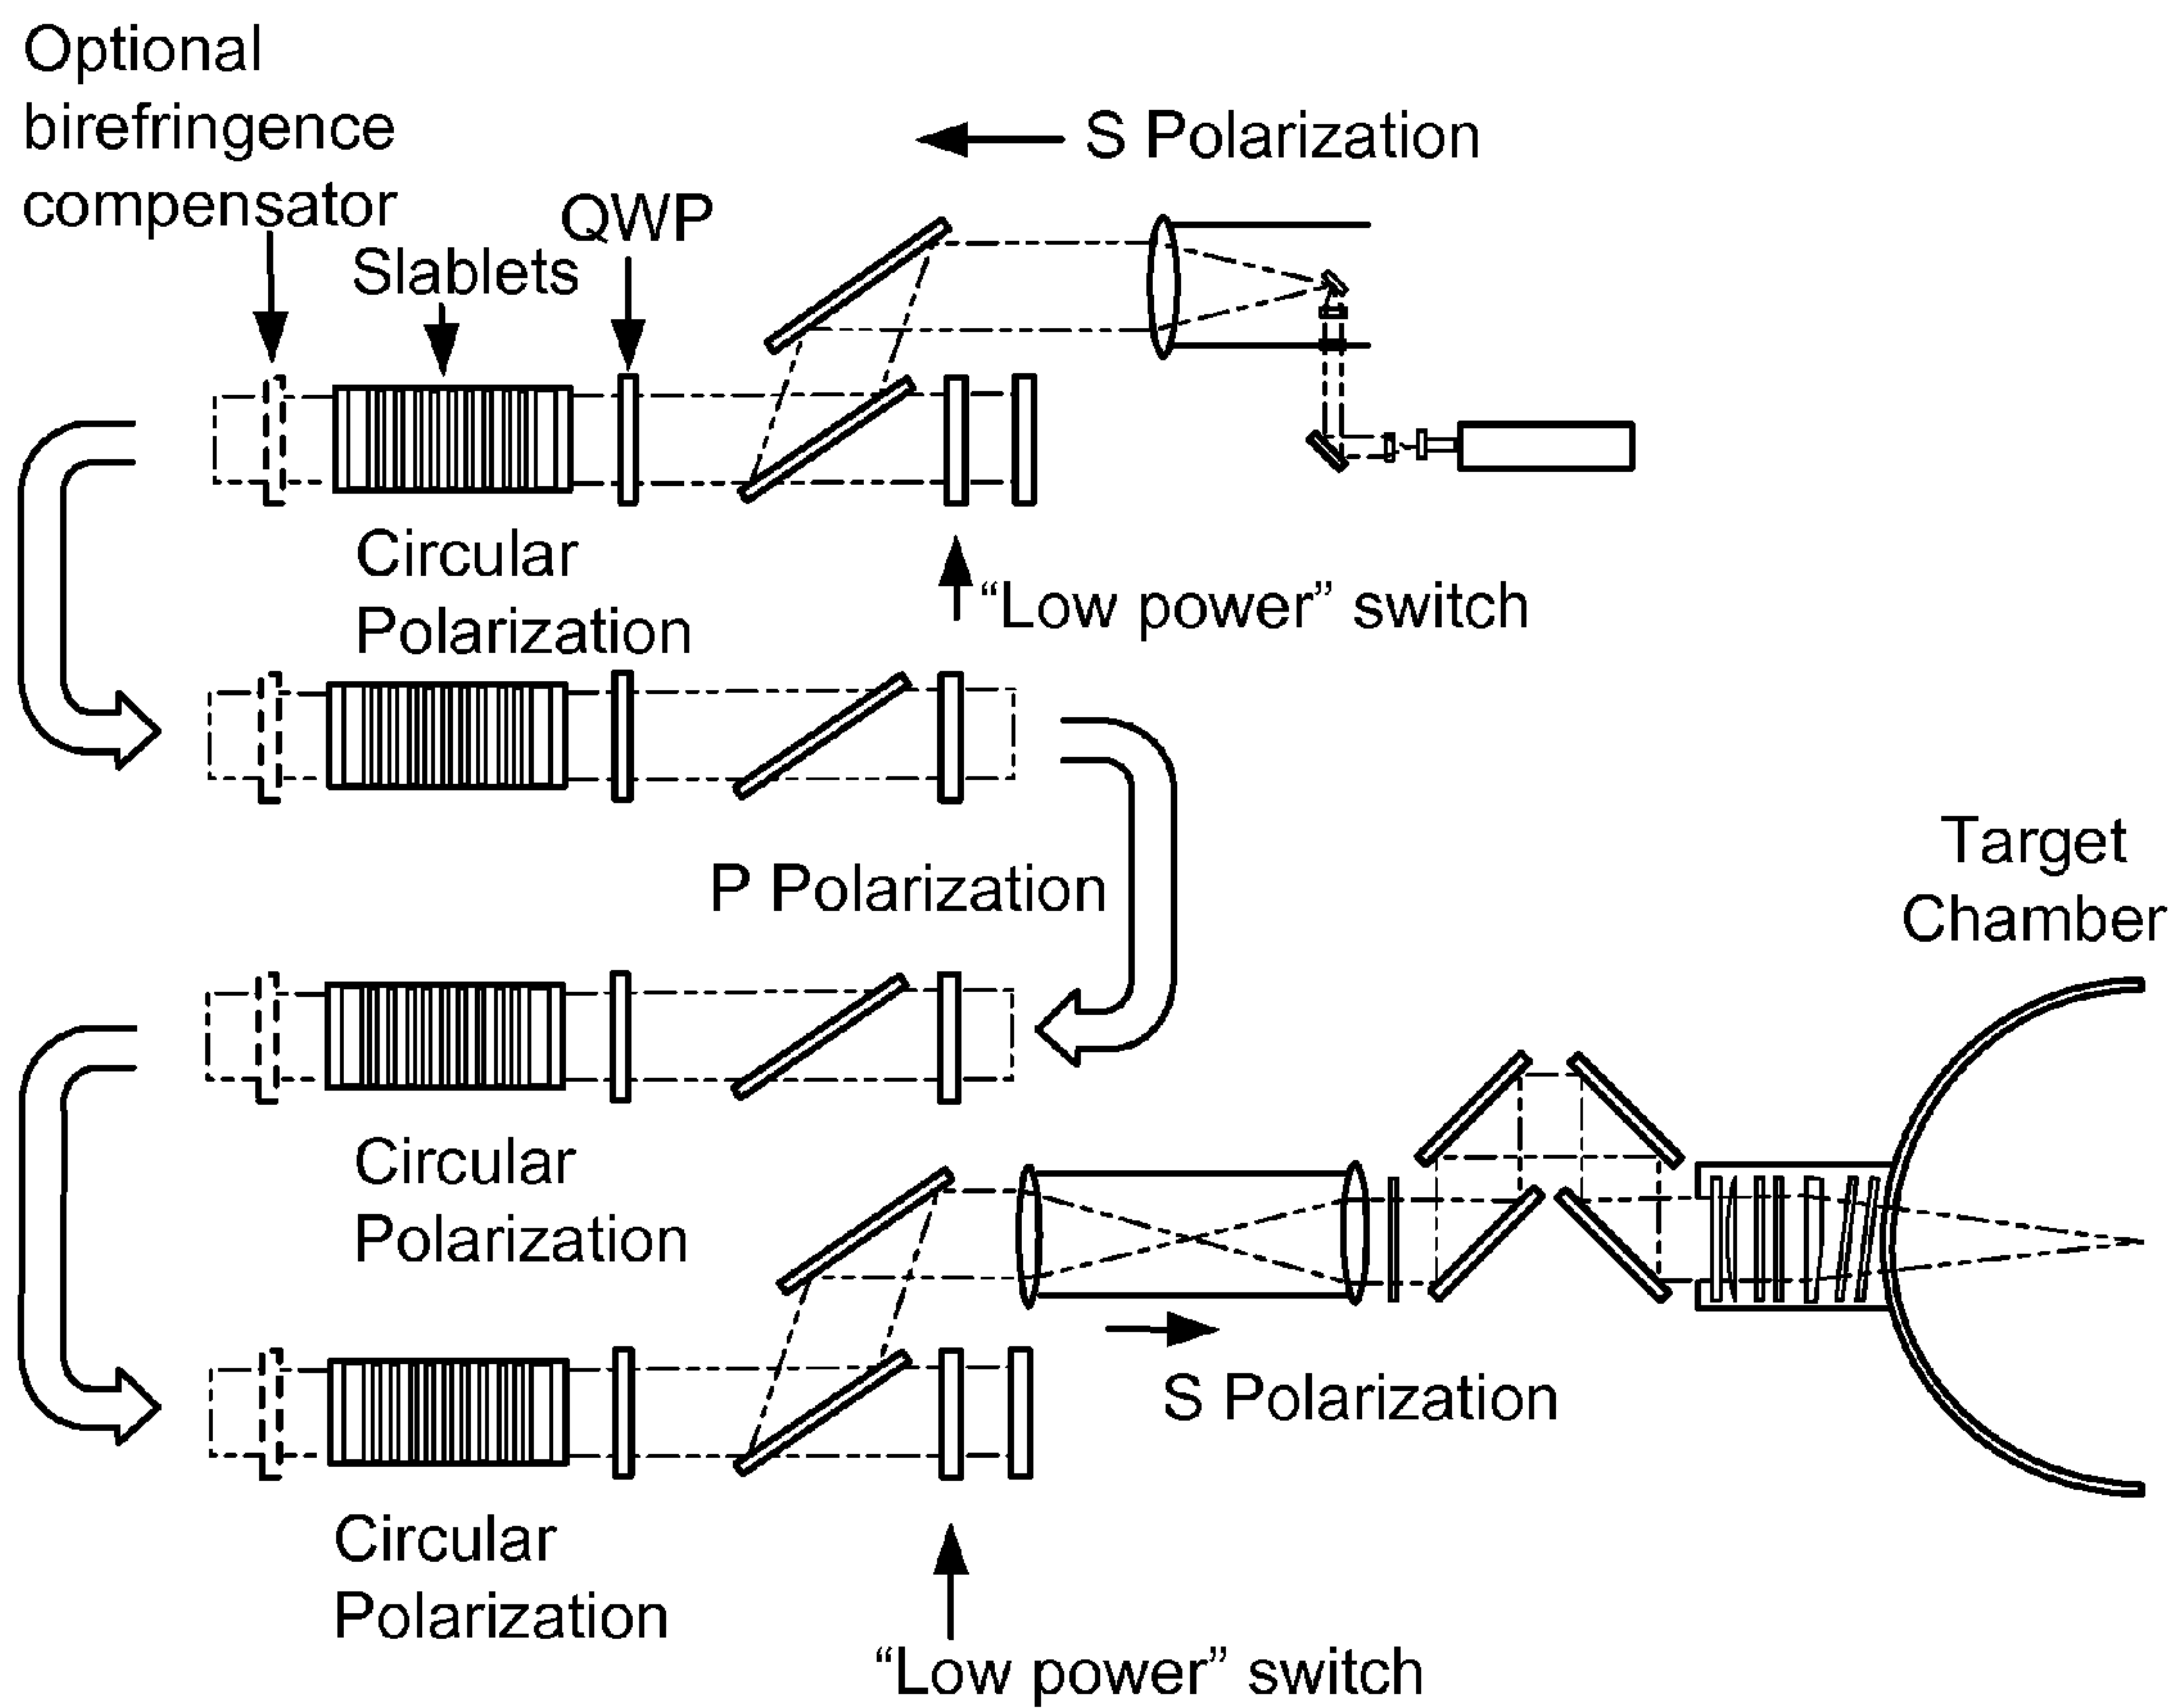 Optional
birefringence
compensator
S Polarization
QWP
Slablets
Circular
Polarization
“Low power” switch
P Polarization
Target
Chamber
Circular
Polarization
S Polarization
Circular
Polarization
“Low power” switch